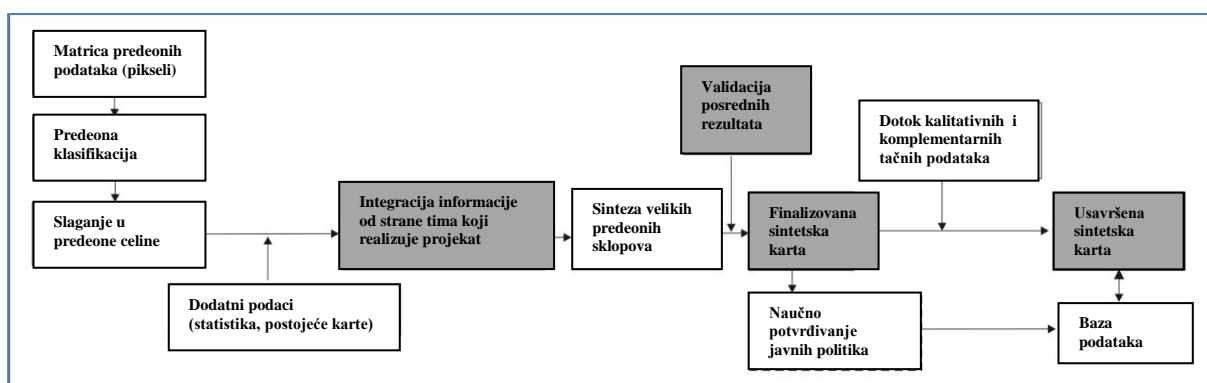 Matrica predeonih
podataka (pikseli)
Predeona
klasifikacija
Slaganje u
predeone celine
Dodatni podaci
(statistika, postojeće karte)
Integracija informacije
od strane tima koji
realizuje projekat
Sinteza velikih
predeonih
sklopova
Validacija
posrednih
rezultata
Finalizovana
sintetska
karta
Naučno
potvrđivanje
javnih politika
Dotok kalitativnih i
komplementarnih
tačnih podataka
Usavršena
sintetska
karta
Baza
podataka